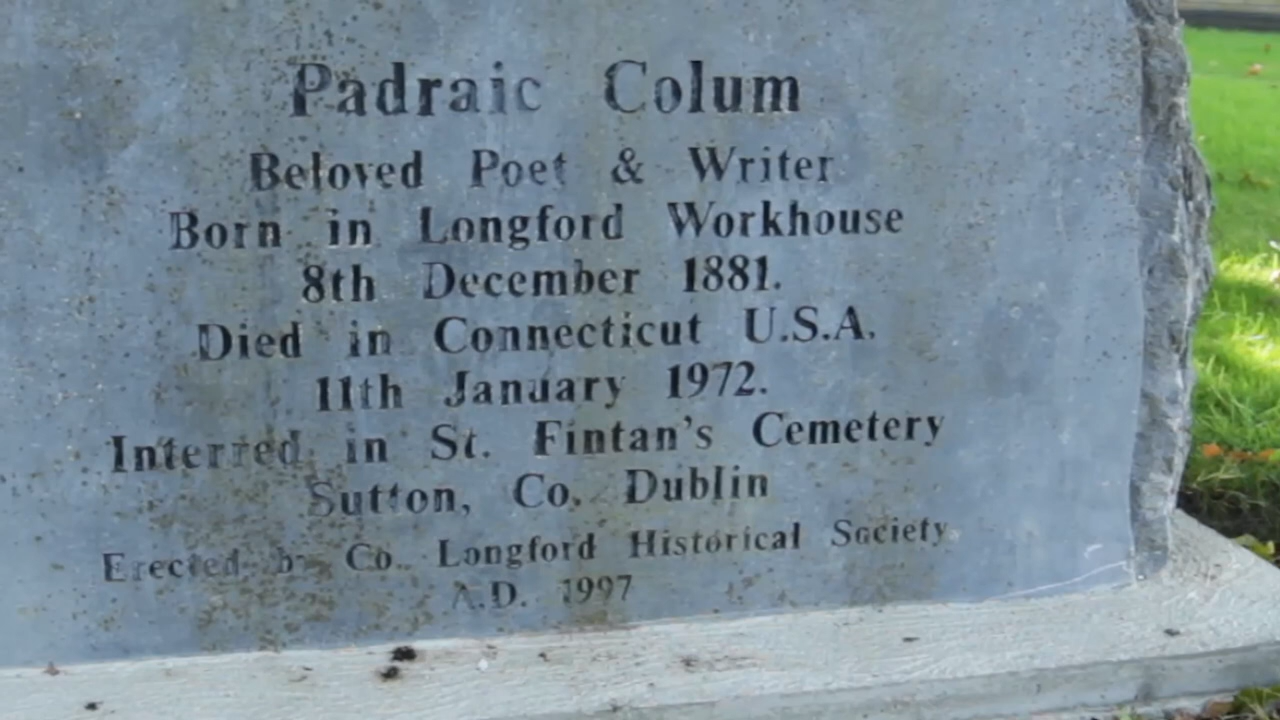 Padraic Colum
Beloved Poet & Writer
Born in Longford Workhouse
8th December 1881.
Died in Connecticut U.S.A.
11th January 1972.
Interred in St. Fintan's Cemetery
Sutton, Co. Dublin
Erected by Co. Longford Historical Society
A.D. 1997